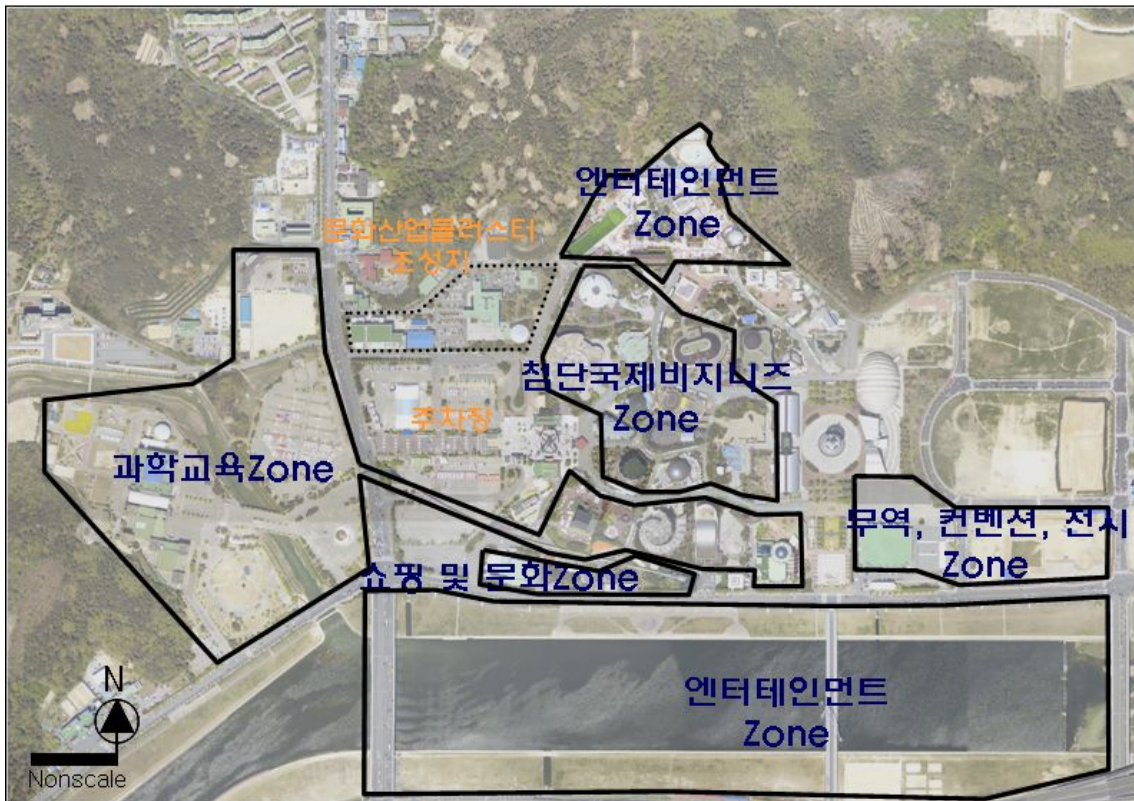 엔터테인먼트
Zone
문화산업클러스터
조성지
첨단국제비지니즈
Zone
주차장
과학교육Zone
무역, 컨벤션, 전시
Zone
쇼핑 및 문화Zone
엔터테인먼트
Zone
N
Nonscale